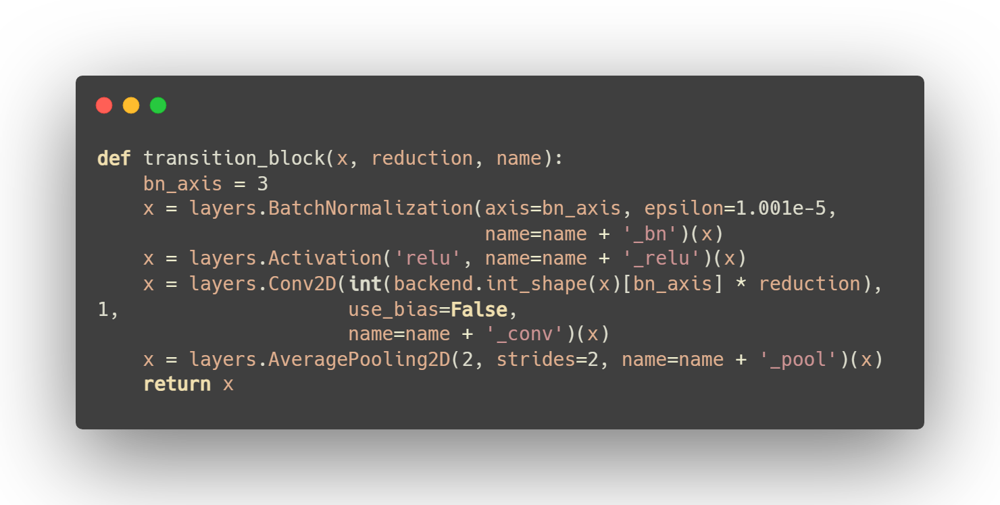 def transition_block(x, reduction, name):
    bn_axis = 3
    x = layers.BatchNormalization(axis=bn_axis, epsilon=1.001e-5,
                                  name=name + '_bn')(x)
    x = layers.Activation('relu', name=name + '_relu')(x)
    x = layers.Conv2D(int(backend.int_shape(x)[bn_axis] * reduction),
1,                    use_bias=False,
                      name=name + '_conv')(x)
    x = layers.AveragePooling2D(2, strides=2, name=name + '_pool')(x)
    return x